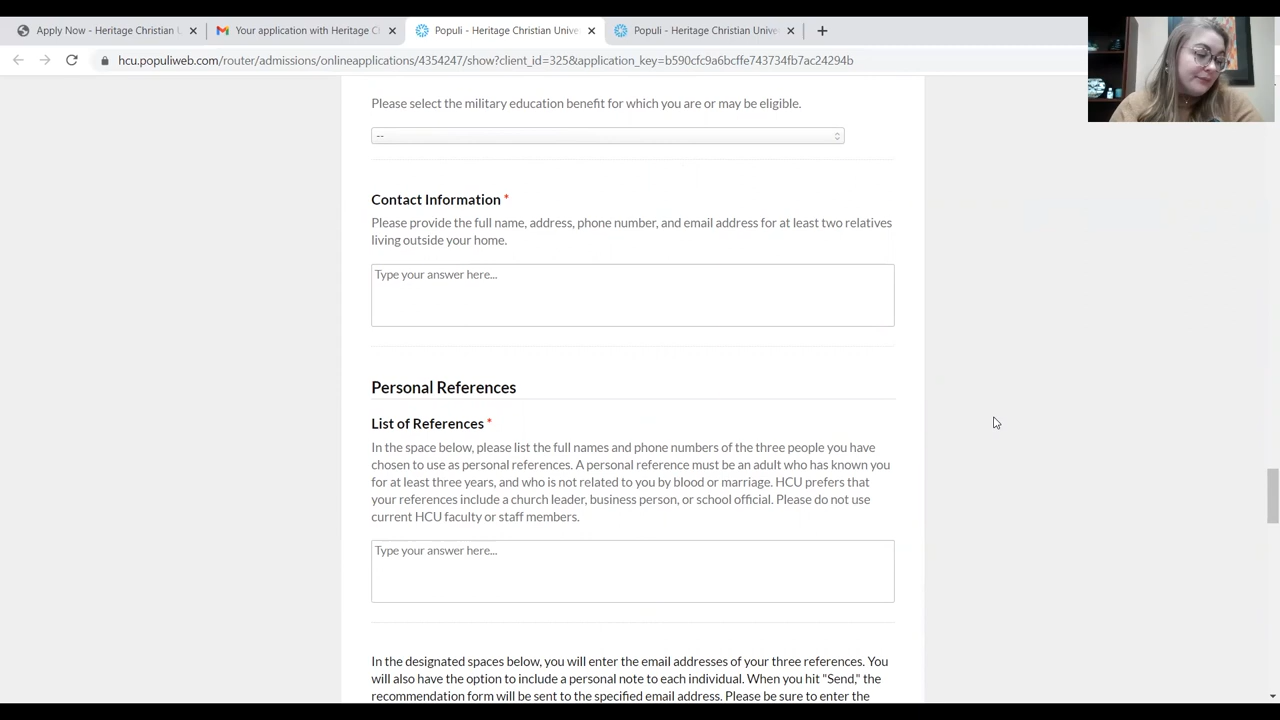 Apply Now - Heritage Christian U
Your application with Heritage C
Populi - Heritage Christian Unive
Populi - Heritage Christian Unive
hcu.populiweb.com/router/admissions/onlineapplications/4354247/show?client_id=325&application_key=b590cfc9a6bcffe743734fb7ac24294b
Please select the military education benefit for which you are or may be eligible.
--
Contact Information *
Please provide the full name, address, phone number, and email address for at least two relatives
living outside your home.
Type your answer here...
Personal References
List of References *
In the space below, please list the full names and phone numbers of the three people you have
chosen to use as personal references. A personal reference must be an adult who has known you
for at least three years, and who is not related to you by blood or marriage. HCU prefers that
your references include a church leader, business person, or school official. Please do not use
current HCU faculty or staff members.
Type your answer here...
In the designated spaces below, you will enter the email addresses of your three references. You
will also have the option to include a personal note to each individual. When you hit "Send," the
recommendation form will be sent to the specified email address. Please be sure to enter the